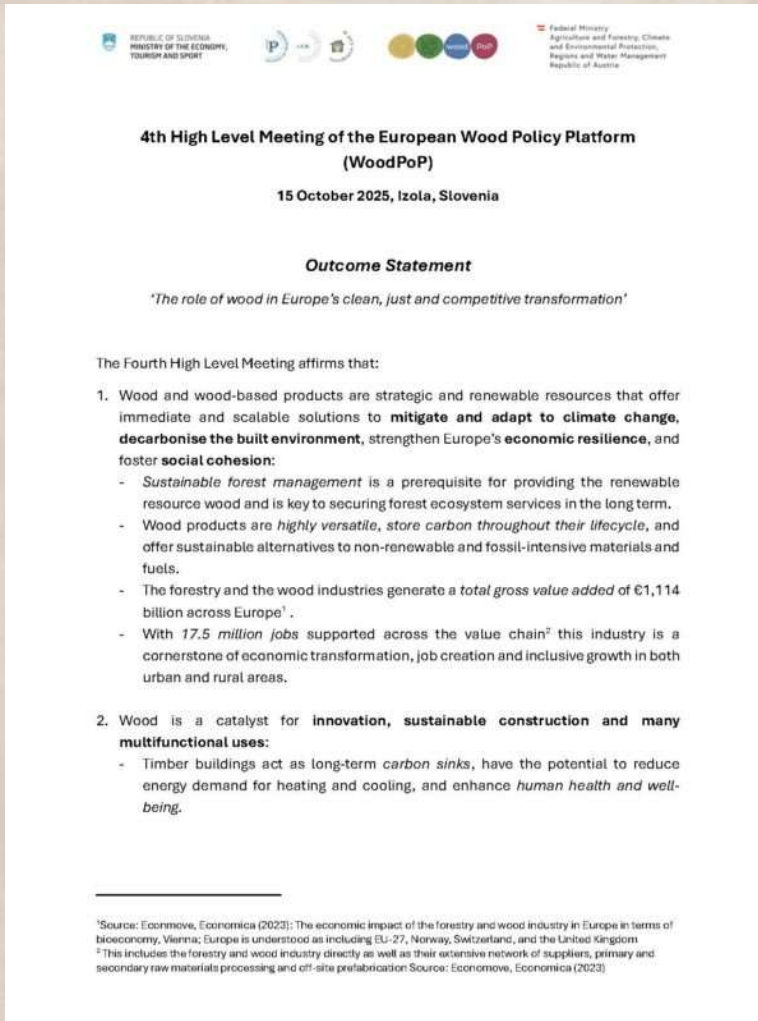 REPUBLIC OF SLOVENIA
MINISTRY OF THE ECONOMY,
TOURISM AND SPORT
wood PoP
Federal Ministry
Agriculture and Forestry, Climate
and Environmental Protection,
Regions and Water Management
Republic of Austria
4th High Level Meeting of the European Wood Policy Platform
(WoodPoP)
15 October 2025, Izola, Slovenia
Outcome Statement
‘The role of wood in Europe’s clean, just and competitive transformation’
The Fourth High Level Meeting affirms that:
1. Wood and wood-based products are strategic and renewable resources that offer
immediate and scalable solutions to mitigate and adapt to climate change,
decarbonise the built environment, strengthen Europe’s economic resilience, and
foster social cohesion:
- Sustainable forest management is a prerequisite for providing the renewable
resource wood and is key to securing forest ecosystem services in the long term.
- Wood products are highly versatile, store carbon throughout their lifecycle, and
offer sustainable alternatives to non-renewable and fossil-intensive materials and
fuels.
- The forestry and the wood industries generate a total gross value added of €1,114
billion across Europe¹ .
- With 17.5 million jobs supported across the value chain² this industry is a
cornerstone of economic transformation, job creation and inclusive growth in both
urban and rural areas.
2. Wood is a catalyst for innovation, sustainable construction and many
multifunctional uses:
- Timber buildings act as long-term carbon sinks, have the potential to reduce
energy demand for heating and cooling, and enhance human health and well-
being.
¹Source: Econmove, Economica (2023): The economic impact of the forestry and wood industry in Europe in terms of
bioeconomy, Vienna; Europe is understood as including EU-27, Norway, Switzerland, and the United Kingdom
² This includes the forestry and wood industry directly as well as their extensive network of suppliers, primary and
secondary raw materials processing and off-site prefabrication Source: Economove, Economica (2023)